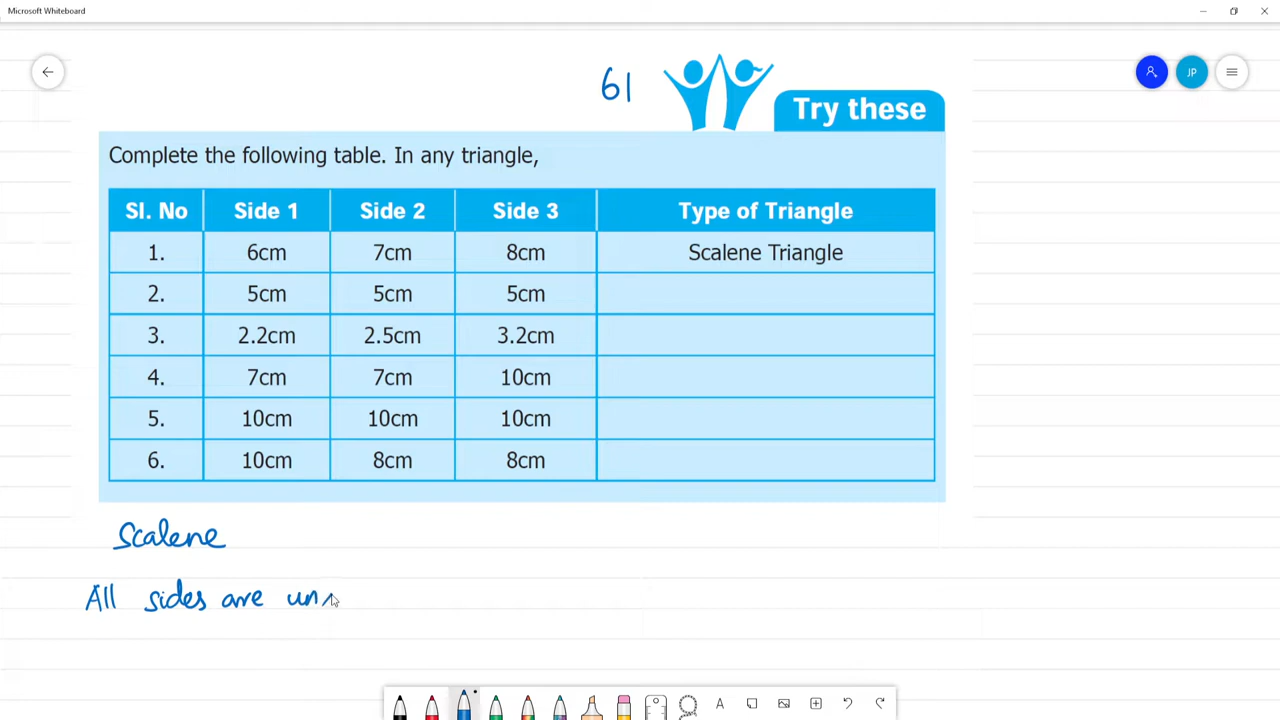 Microsoft Whiteboard
61
Try these
JP
Complete the following table. In any triangle,
Sl. No Side 1 Side 2 Side 3 Type of Triangle
1. 6cm 7cm 8cm Scalene Triangle
2. 5cm 5cm 5cm
3. 2.2cm 2.5cm 3.2cm
4. 7cm 7cm 10cm
5. 10cm 10cm 10cm
6. 10cm 8cm 8cm
Scalene
All sides are un
A